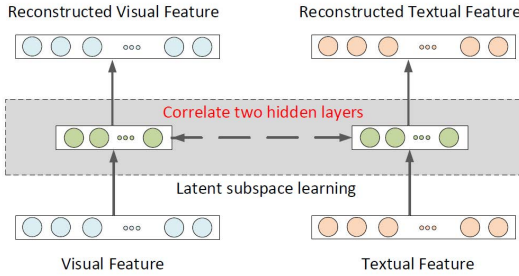 Reconstructed Visual Feature
Reconstructed Textual Feature
Correlate two hidden layers
Latent subspace learning
Visual Feature
Textual Feature